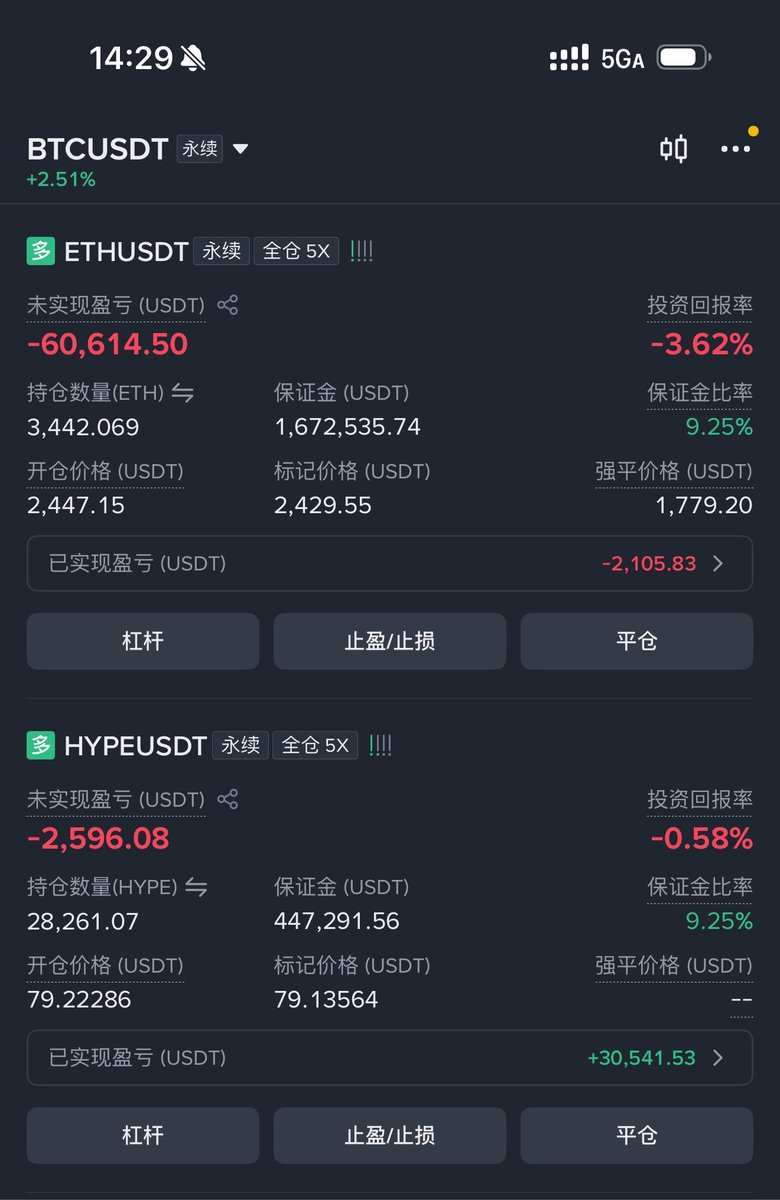 14:29 5GA
BTCUSDT 永续
+2.51%
多 ETHUSDT 永续 全仓 5X !!!!
未实现盈亏 (USDT) 投资回报率
-60,614.50 -3.62%
持仓数量(ETH) 保证金 (USDT) 保证金比率
3,442.069 1,672,535.74 9.25%
开仓价格 (USDT) 标记价格 (USDT) 强平价格 (USDT)
2,447.15 2,429.55 1,779.20
已实现盈亏 (USDT) -2,105.83
杠杆 止盈/止损 平仓
多 HYPEUSDT 永续 全仓 5X !!!!
未实现盈亏 (USDT) 投资回报率
-2,596.08 -0.58%
持仓数量(HYPE) 保证金 (USDT) 保证金比率
28,261.07 447,291.56 9.25%
开仓价格 (USDT) 标记价格 (USDT) 强平价格 (USDT)
79.22286 79.13564 --
已实现盈亏 (USDT) +30,541.53
杠杆 止盈/止损 平仓